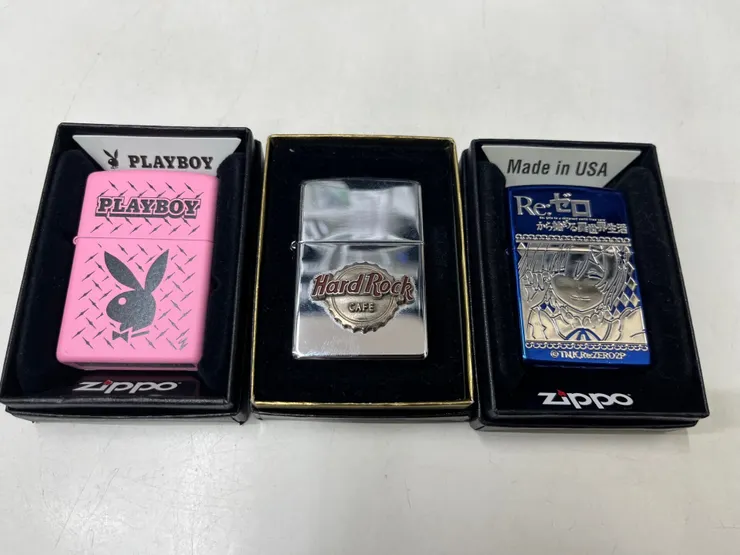 PLAYBOY
PLAYBOY
zippo
Hard Rock
CAFE
Made in USA
Re:ゼロ
から始める異世界生活
zippo